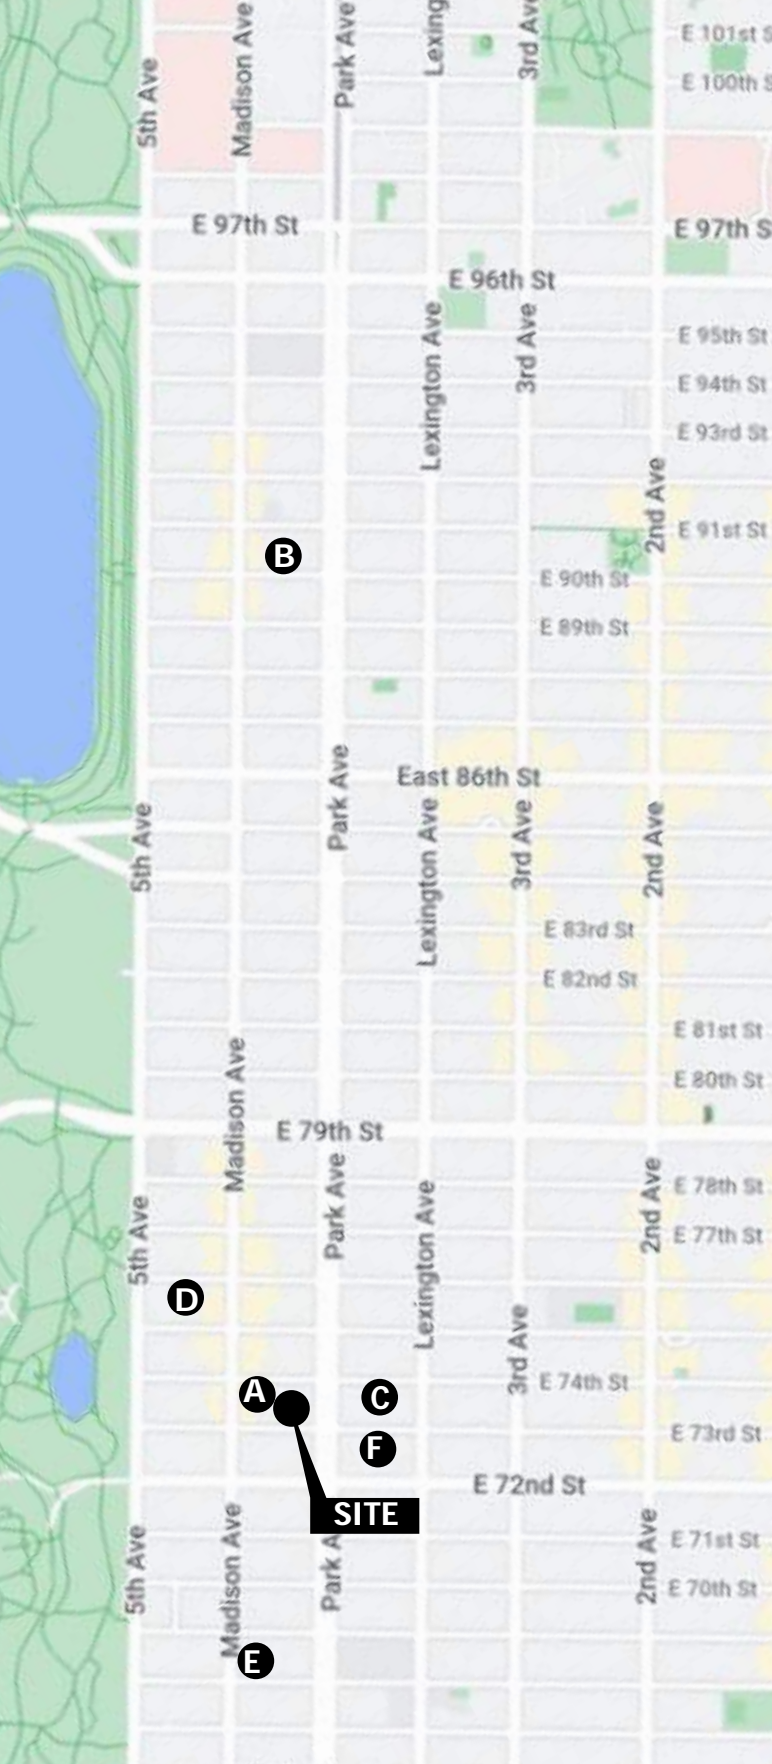 E 101st S
E 100th S
Madison Ave
Park Ave
Lexing
3rd Ave
5th Ave
E 97th St
E 97th S
E 96th St
Lexington Ave
3rd Ave
E 95th St
E 94th St
E 93rd St
2nd Ave
E 91st St
B
E 90th St
E 89th St
Park Ave
East 86th St
5th Ave
Lexington Ave
3rd Ave
2nd Ave
E 83rd St
E 82nd St
E 81st St
Madison Ave
E 80th St
E 79th St
Park Ave
5th Ave
Lexington Ave
2nd Ave
E 78th St
E 77th St
D
3rd Ave
E 74th St
A
C
E 73rd St
F
E 72nd St
SITE
5th Ave
Madison Ave
Park A
2nd Ave
E 71st St
E 70th St
E